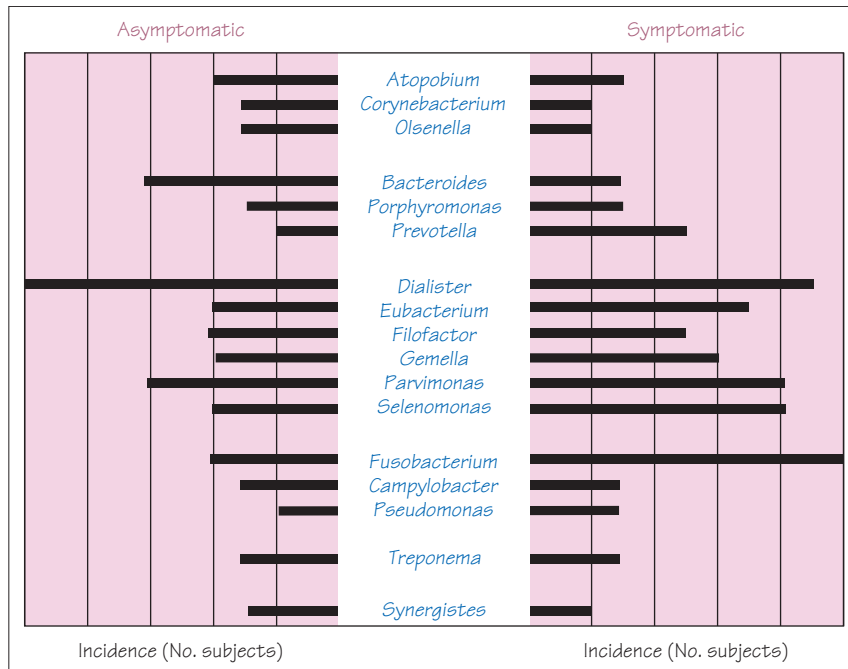 Asymptomatic
Symptomatic
Atopobium
Corynebacterium
Olsenella
Bacteroides
Porphyromonas
Prevotella
Dialister
Eubacterium
Filofactor
Gemella
Parvimonas
Selenomonas
Fusobacterium
Campylobacter
Pseudomonas
Treponema
Synergistes
Incidence (No. subjects)
Incidence (No. subjects)